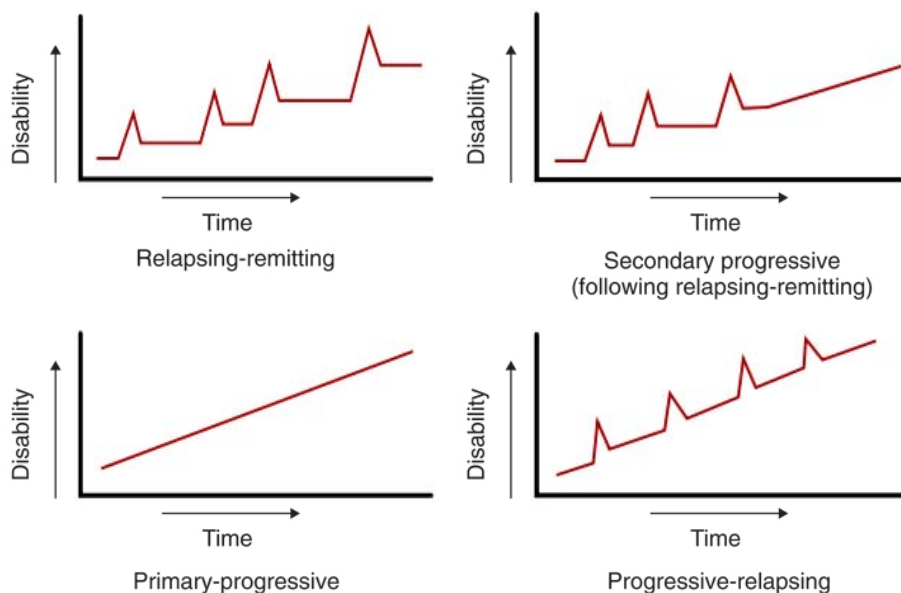 Disability
Time
Relapsing-remitting
Disability
Time
Secondary progressive
(following relapsing-remitting)
Disability
Time
Primary-progressive
Disability
Time
Progressive-relapsing